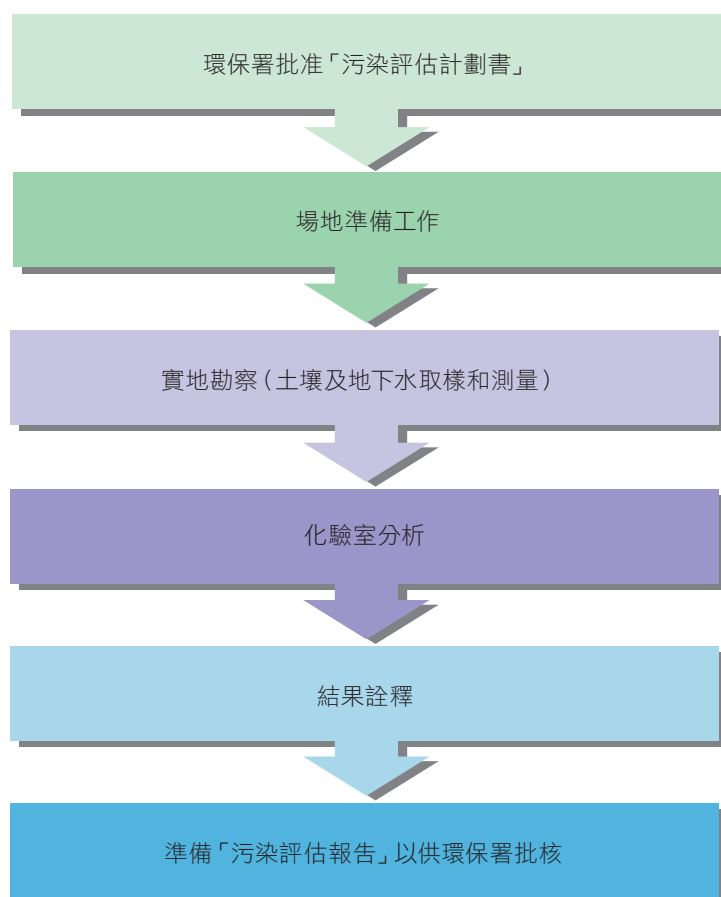 環保署批准「污染評估計劃書」
場地準備工作
實地勘察(土壤及地下水取樣和測量)
化驗室分析
結果詮釋
準備「污染評估報告」以供環保署批核